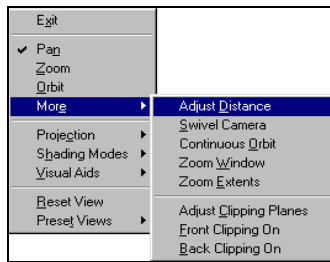 Exit
Pan
Zoom
Orbit
More
Projection
Shading Modes
Visual Aids
Reset View
Preset Views
Adjust Distance
Swivel Camera
Continuous Orbit
Zoom Window
Zoom Extents
Adjust Clipping Planes
Front Clipping On
Back Clipping On